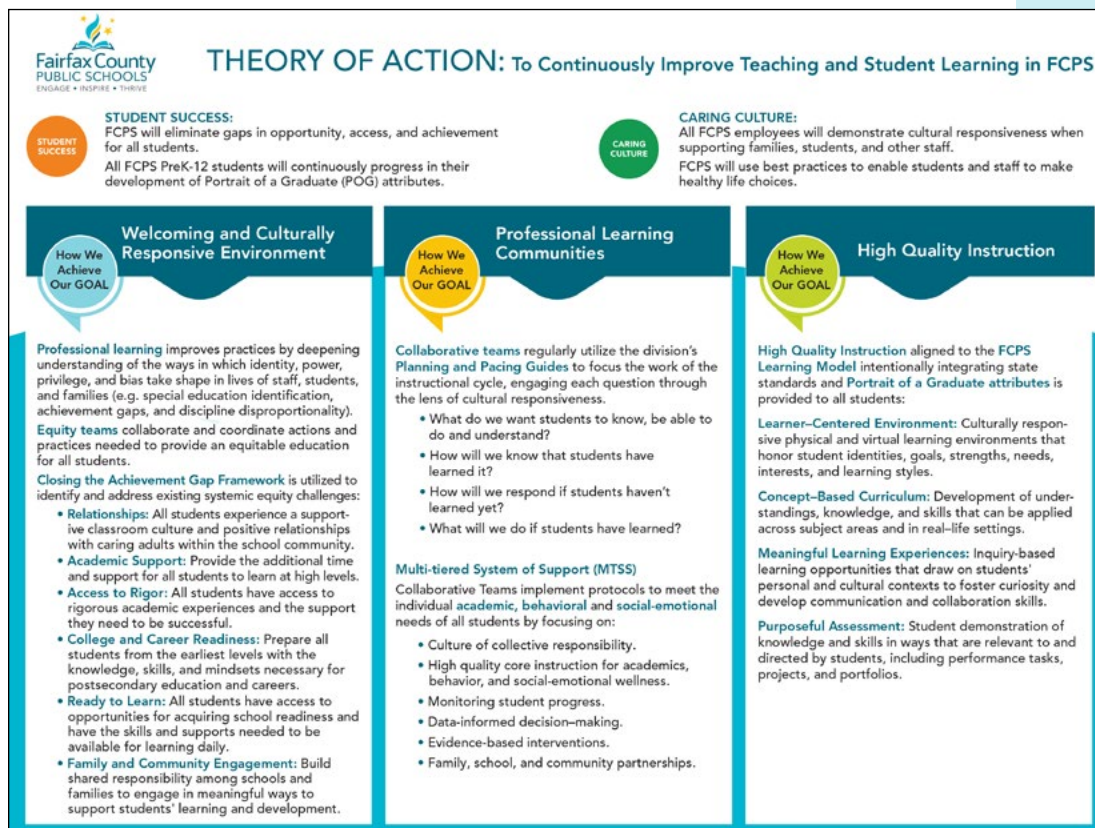 Fairfax County
PUBLIC SCHOOLS
ENGAGE • INSPIRE • THRIVE
THEORY OF ACTION: To Continuously Improve Teaching and Student Learning in FCPS
STUDENT
SUCCESS
STUDENT SUCCESS:
FCPS will eliminate gaps in opportunity, access, and achievement
for all students.
All FCPS PreK-12 students will continuously progress in their
development of Portrait of a Graduate (POG) attributes.
CARING
CULTURE
CARING CULTURE:
All FCPS employees will demonstrate cultural responsiveness when
supporting families, students, and other staff.
FCPS will use best practices to enable students and staff to make
healthy life choices.
How We
Achieve
Our GOAL
Welcoming and Culturally
Responsive Environment
Professional learning improves practices by deepening
understanding of the ways in which identity, power,
privilege, and bias take shape in lives of staff, students,
and families (e.g. special education identification,
achievement gaps, and discipline disproportionality).
Equity teams collaborate and coordinate actions and
practices needed to provide an equitable education
for all students.
Closing the Achievement Gap Framework is utilized to
identify and address existing systemic equity challenges:
• Relationships: All students experience a support-
ive classroom culture and positive relationships
with caring adults within the school community.
• Academic Support: Provide the additional time
and support for all students to learn at high levels.
• Access to Rigor: All students have access to
rigorous academic experiences and the support
they need to be successful.
• College and Career Readiness: Prepare all
students from the earliest levels with the
knowledge, skills, and mindsets necessary for
postsecondary education and careers.
• Ready to Learn: All students have access to
opportunities for acquiring school readiness and
have the skills and supports needed to be
available for learning daily.
• Family and Community Engagement: Build
shared responsibility among schools and
families to engage in meaningful ways to
support students' learning and development.
How We
Achieve
Our GOAL
Professional Learning
Communities
Collaborative teams regularly utilize the division's
Planning and Pacing Guides to focus the work of the
instructional cycle, engaging each question through
the lens of cultural responsiveness.
• What do we want students to know, be able to
do and understand?
• How will we know that students have
learned it?
• How will we respond if students haven't
learned yet?
• What will we do if students have learned?
Multi-tiered System of Support (MTSS)
Collaborative Teams implement protocols to meet the
individual academic, behavioral and social-emotional
needs of all students by focusing on:
• Culture of collective responsibility.
• High quality core instruction for academics,
behavior, and social-emotional wellness.
• Monitoring student progress.
• Data-informed decision–making.
• Evidence-based interventions.
• Family, school, and community partnerships.
How We
Achieve
Our GOAL
High Quality Instruction
High Quality Instruction aligned to the FCPS
Learning Model intentionally integrating state
standards and Portrait of a Graduate attributes is
provided to all students:
Learner–Centered Environment: Culturally respon-
sive physical and virtual learning environments that
honor student identities, goals, strengths, needs,
interests, and learning styles.
Concept–Based Curriculum: Development of under-
standings, knowledge, and skills that can be applied
across subject areas and in real–life settings.
Meaningful Learning Experiences: Inquiry-based
learning opportunities that draw on students'
personal and cultural contexts to foster curiosity and
develop communication and collaboration skills.
Purposeful Assessment: Student demonstration of
knowledge and skills in ways that are relevant to and
directed by students, including performance tasks,
projects, and portfolios.